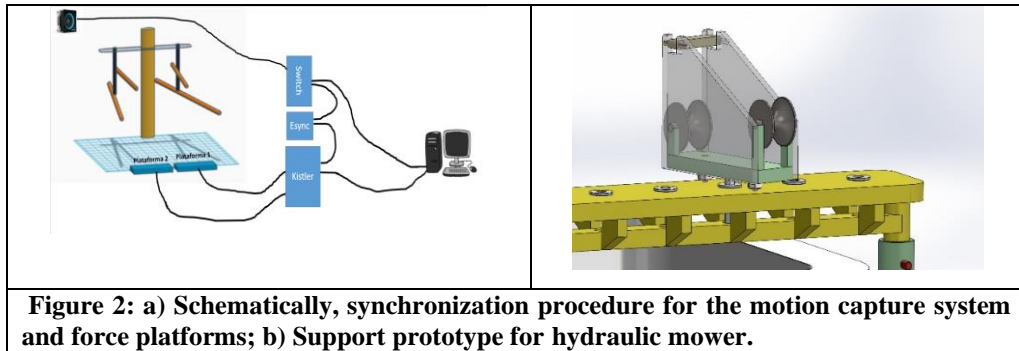 Switch
Esync
Plataforma 2
Plataforma 1
Kistler
Figure 2: a) Schematically, synchronization procedure for the motion capture system
and force platforms; b) Support prototype for hydraulic mower.